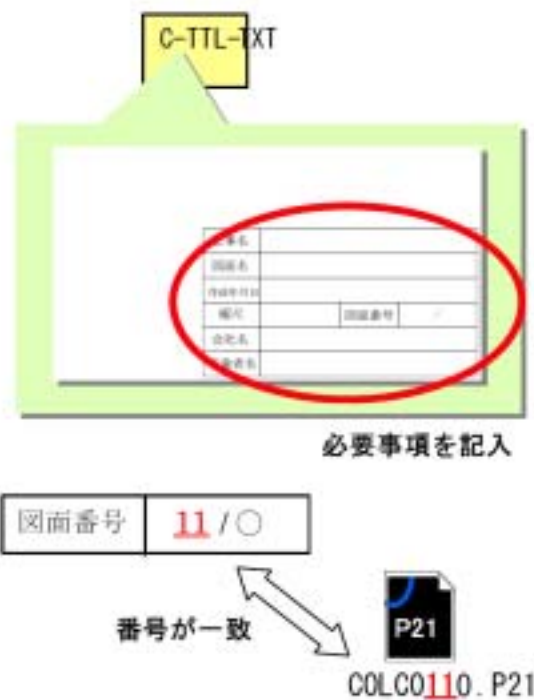 C-TTL-TXT
工事名
図面名
作成年月日
縮尺 図面番号 /
会社名
必要事項を記入
図面番号 11/○
番号が一致
P21
COLCO110.P21